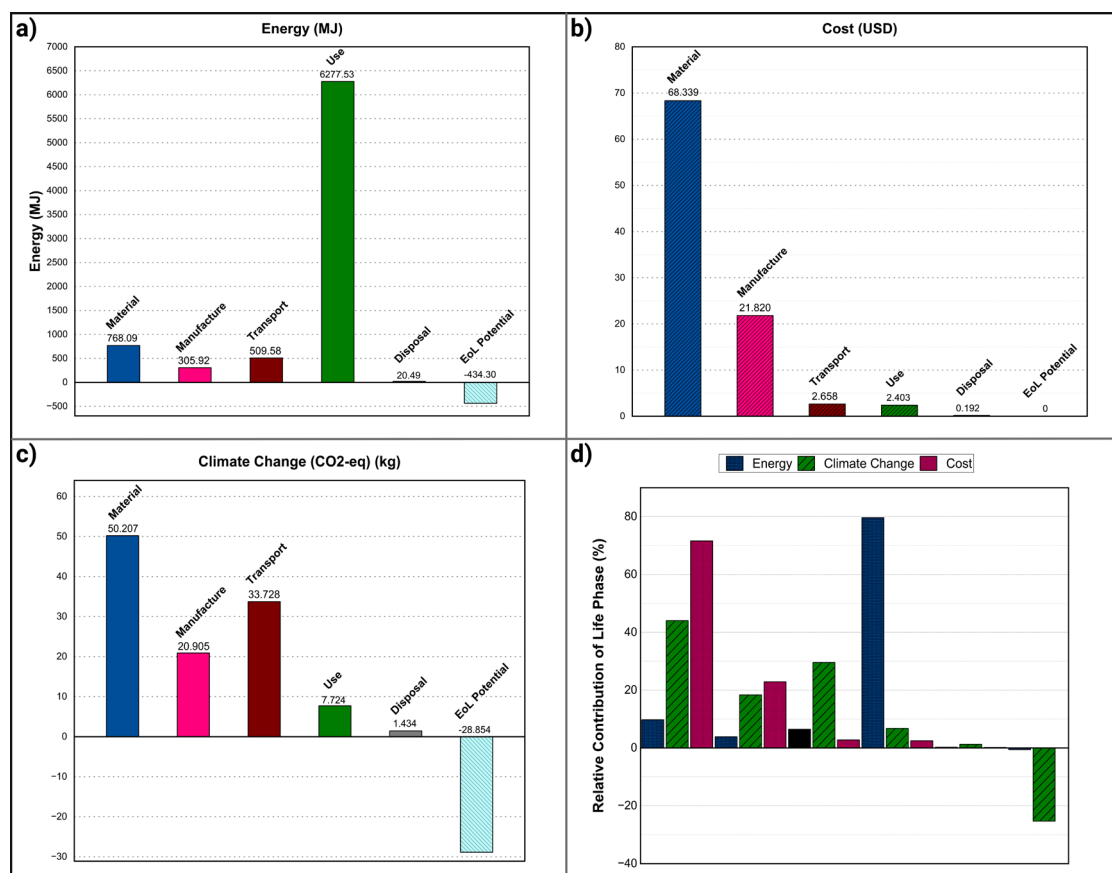 a)
Energy (MJ)
Energy (MJ)
7000
6500
6000
5500
5000
4500
4000
3500
3000
2500
2000
1500
1000
500
0
−500
Material
768.09
Manufacture
305.92
Transport
509.58
Use
6277.53
Disposal
20.49
EoL Potential
-434.30
b)
Cost (USD)
80
70
60
50
40
30
20
10
0
Material
68.339
Manufacture
21.820
Transport
2.658
Use
2.403
Disposal
0.192
EoL Potential
0
c)
Climate Change (CO2-eq) (kg)
60
50
40
30
20
10
0
−10
−20
−30
Material
50.207
Manufacture
20.905
Transport
33.728
Use
7.724
Disposal
1.434
EoL Potential
-28.854
d)
Energy Climate Change Cost
Relative Contribution of Life Phase (%)
80
60
40
20
0
−20
−40